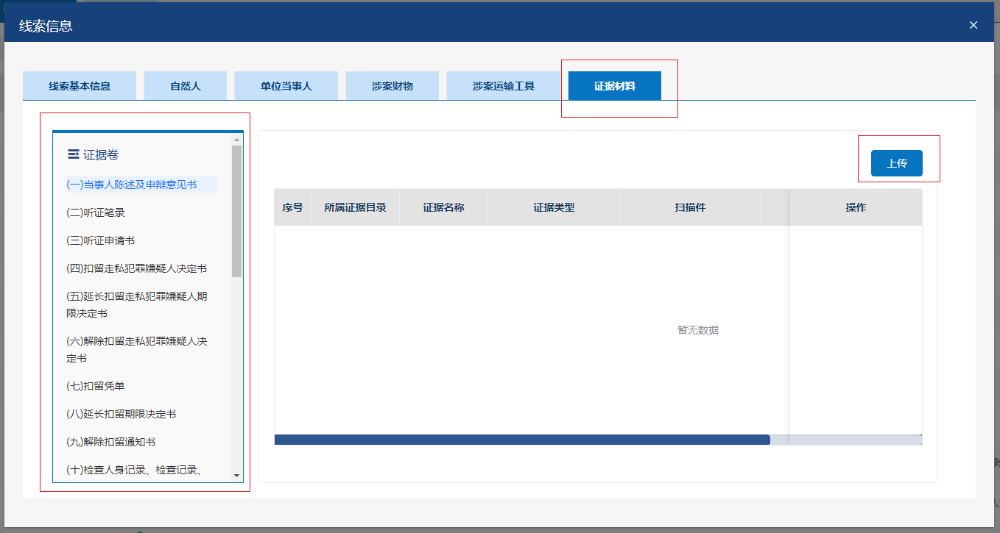 线索信息
线索基本信息
自然人
单位当事人
涉案财物
涉案运输工具
证据材料
证据卷
(一)当事人陈述及申辩意见书
(二)听证笔录
(三)听证申请书
(四)扣留走私犯罪嫌疑人决定书
(五)延长扣留走私犯罪嫌疑人期
限决定书
(六)解除扣留走私犯罪嫌疑人决
定书
(七)扣留凭单
(八)延长扣留期限决定书
(九)解除扣留通知书
(十)检查人身记录、检查记录、
上传
序号
所属证据目录
证据名称
证据类型
扫描件
操作
暂无数据